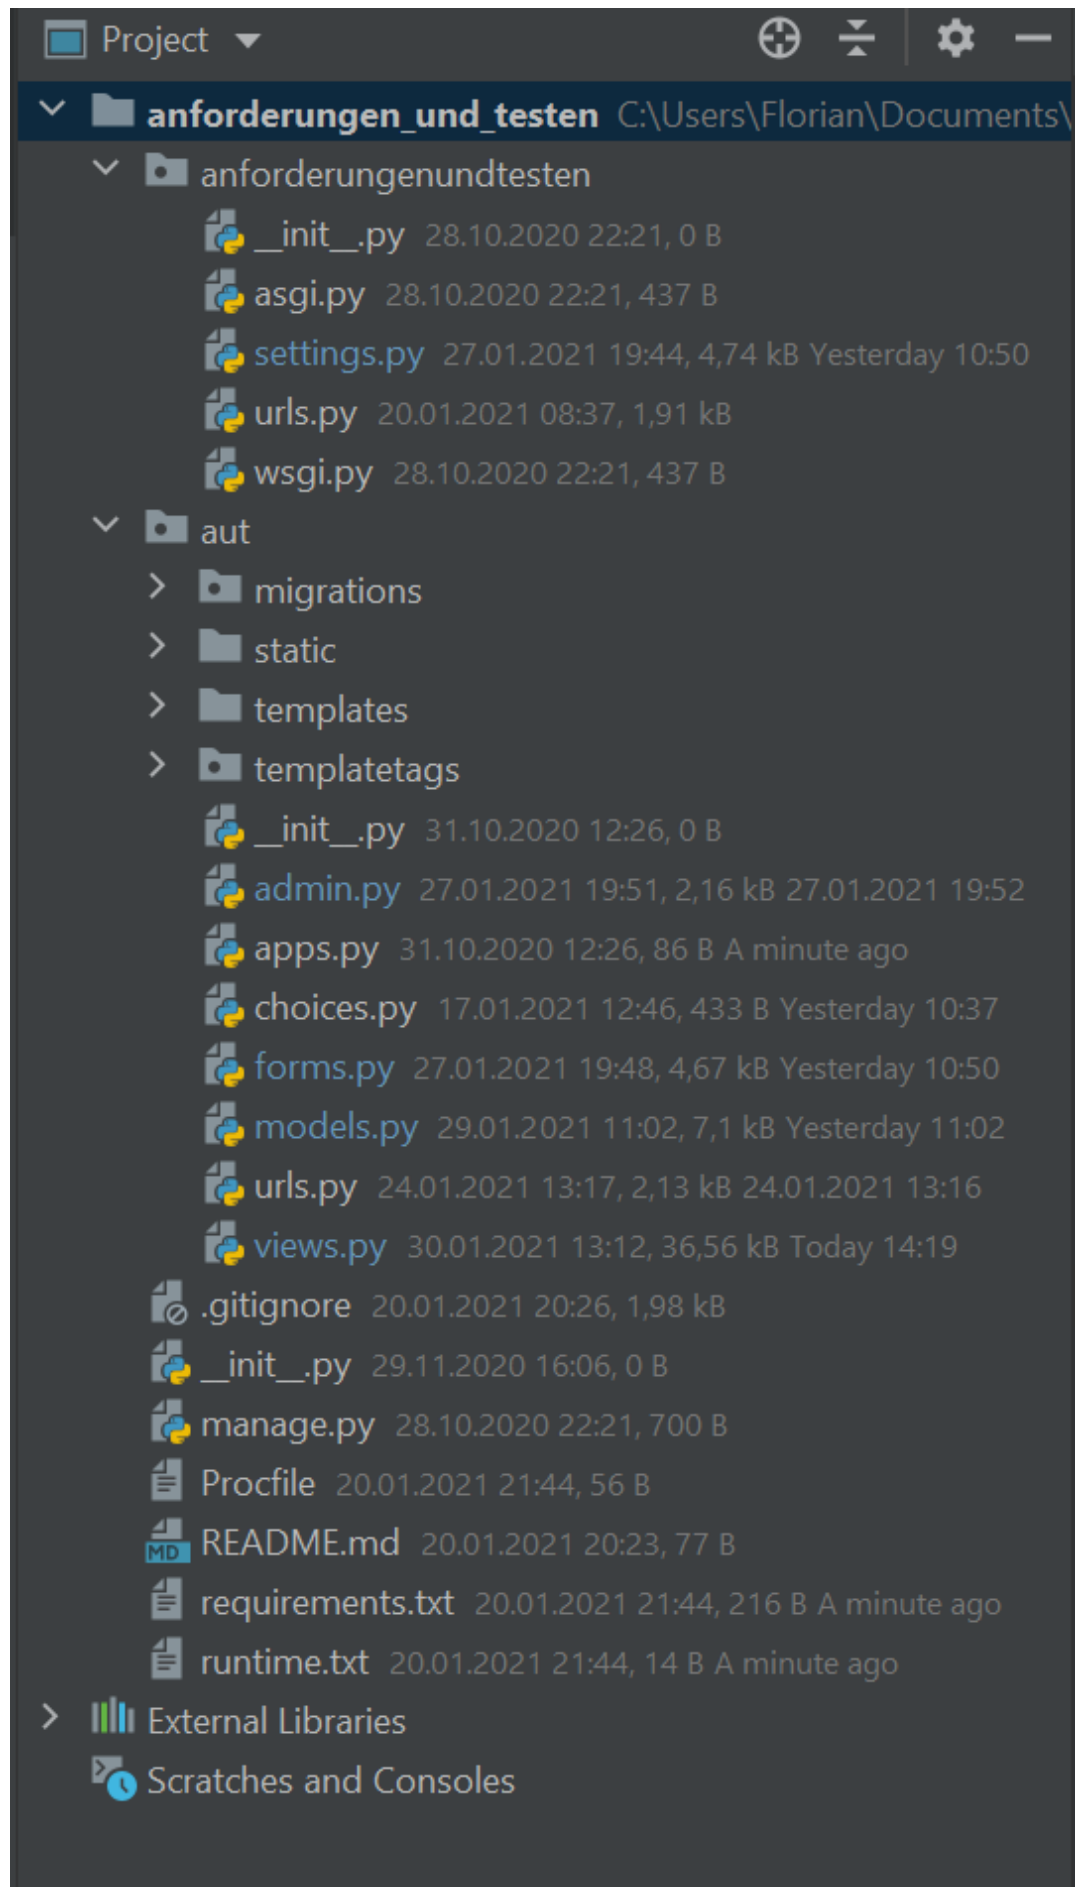 Project
anforderungen_und_testen C:\Users\Florian\Documents\
anforderungenundtesten
__init__.py 28.10.2020 22:21, 0 B
asgi.py 28.10.2020 22:21, 437 B
settings.py 27.01.2021 19:44, 4,74 kB Yesterday 10:50
urls.py 20.01.2021 08:37, 1,91 kB
wsgi.py 28.10.2020 22:21, 437 B
aut
migrations
static
templates
templatetags
__init__.py 31.10.2020 12:26, 0 B
admin.py 27.01.2021 19:51, 2,16 kB 27.01.2021 19:52
apps.py 31.10.2020 12:26, 86 B A minute ago
choices.py 17.01.2021 12:46, 433 B Yesterday 10:37
forms.py 27.01.2021 19:48, 4,67 kB Yesterday 10:50
models.py 29.01.2021 11:02, 7,1 kB Yesterday 11:02
urls.py 24.01.2021 13:17, 2,13 kB 24.01.2021 13:16
views.py 30.01.2021 13:12, 36,56 kB Today 14:19
.gitignore 20.01.2021 20:26, 1,98 kB
__init__.py 29.11.2020 16:06, 0 B
manage.py 28.10.2020 22:21, 700 B
Procfile 20.01.2021 21:44, 56 B
MD README.md 20.01.2021 20:23, 77 B
requirements.txt 20.01.2021 21:44, 216 B A minute ago
runtime.txt 20.01.2021 21:44, 14 B A minute ago
External Libraries
Scratches and Consoles